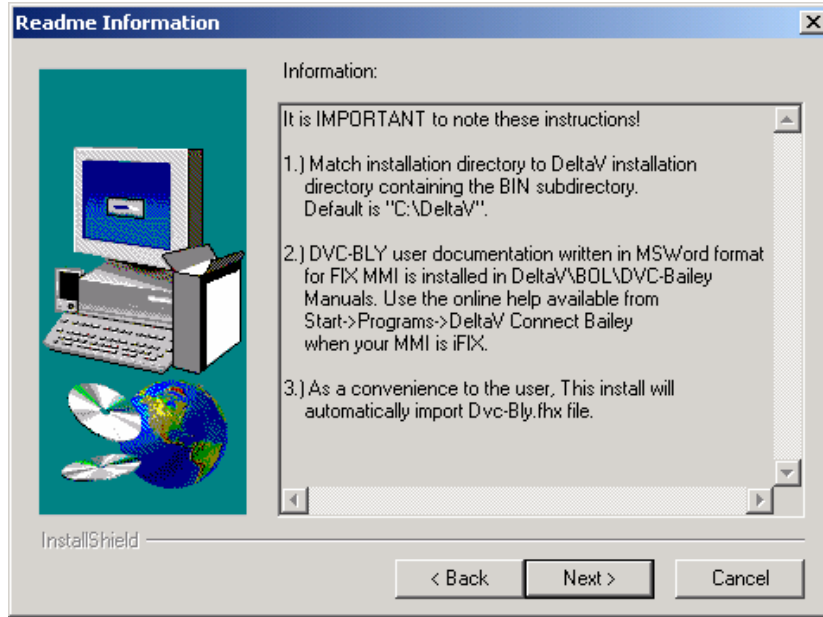 Readme Information
Information:
It is IMPORTANT to note these instructions!
1.) Match installation directory to DeltaV installation
directory containing the BIN subdirectory.
Default is "C:\DeltaV".
2.) DVC-BLY user documentation written in MSWord format
for FIX MMI is installed in DeltaV\BOL\DVC-Bailey
Manuals. Use the online help available from
Start->Programs->DeltaV Connect Bailey
when your MMI is iFIX.
3.) As a convenience to the user, This install will
automatically import Dvc-Bly.fhx file.
InstallShield
< Back
Next >
Cancel